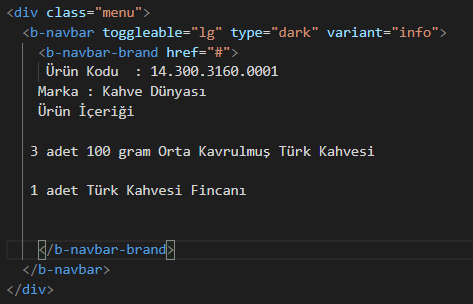 <div class="menu">
<b-navbar toggleable="lg" type="dark" variant="info">
<b-navbar-brand href="#">
Ürün Kodu  : 14.300.3160.0001
Marka : Kahve Dünyası
Ürün İçeriği
3 adet 100 gram Orta Kavrulmuş Türk Kahvesi
1 adet Türk Kahvesi Fincanı
</b-navbar-brand>
</b-navbar>
</div>